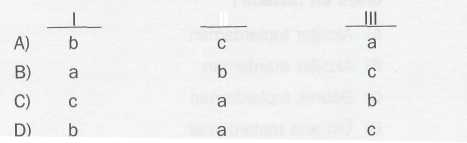 I II III
A) b c a
B) a b c
C) c a b
D) b a c